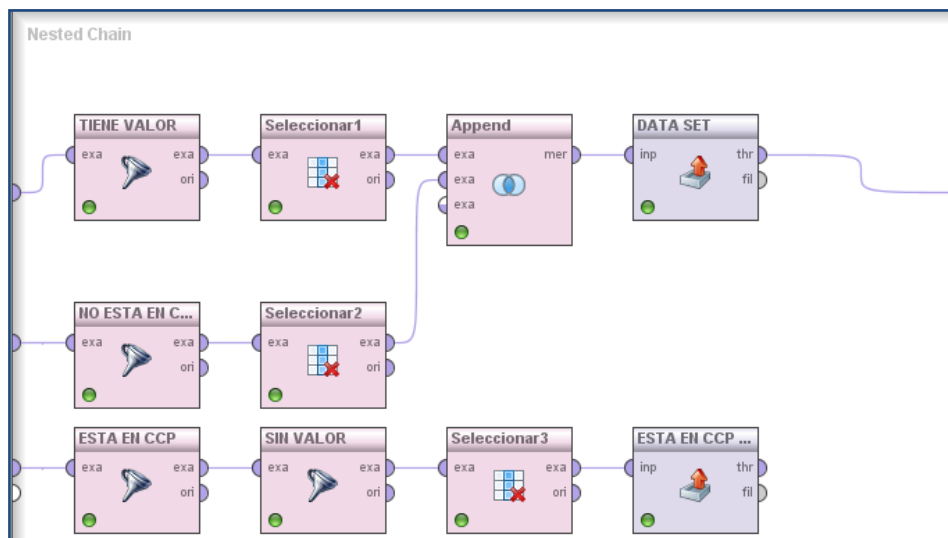 Nested Chain
TIENE VALOR
exa exa
ori
Seleccionar1
exa exa
ori
Append
exa mer
exa
exa
DATA SET
inp thr
fil
NO ESTA EN C...
exa exa
ori
Seleccionar2
exa exa
ori
ESTA EN CCP
exa exa
ori
SIN VALOR
exa exa
ori
Seleccionar3
exa exa
ori
ESTA EN CCP ...
inp thr
fil